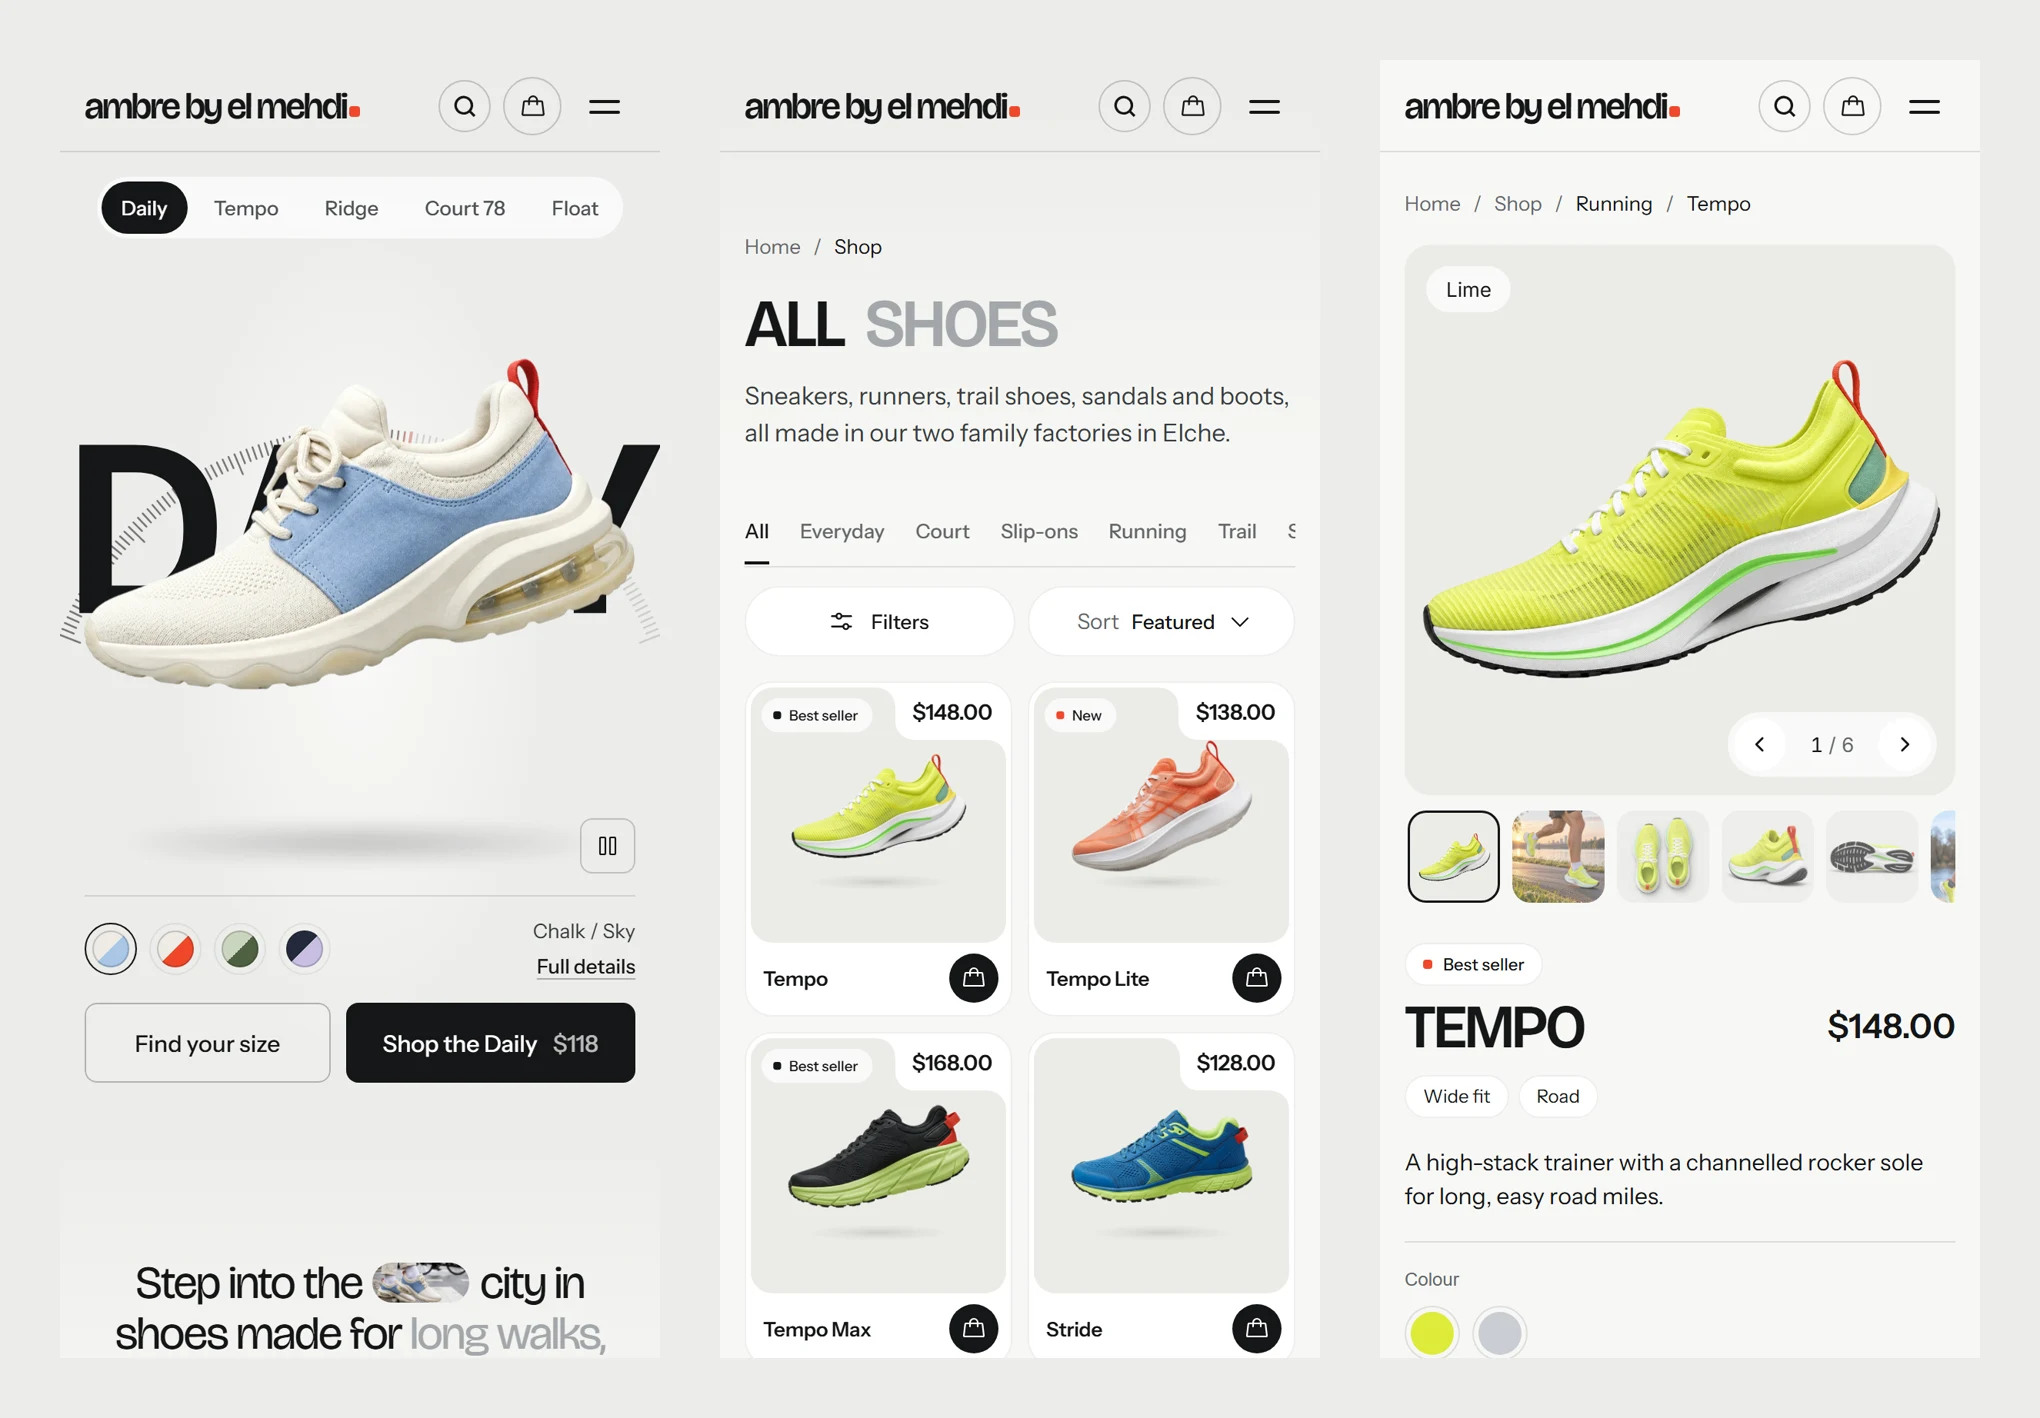 ambre by el mehdi.
Daily Tempo Ridge Court 78 Float
DAILY
Chalk / Sky
Full details
Find your size
Shop the Daily $118
Step into the city in
shoes made for long walks,
ambre by el mehdi.
Home / Shop
ALL SHOES
Sneakers, runners, trail shoes, sandals and boots,
all made in our two family factories in Elche.
All Everyday Court Slip-ons Running Trail S
Filters
Sort Featured
Best seller
$148.00
Tempo
New
$138.00
Tempo Lite
Best seller
$168.00
Tempo Max
$128.00
Stride
ambre by el mehdi.
Home / Shop / Running / Tempo
Lime
1 / 6
Best seller
TEMPO
$148.00
Wide fit
Road
A high-stack trainer with a channelled rocker sole
for long, easy road miles.
Colour